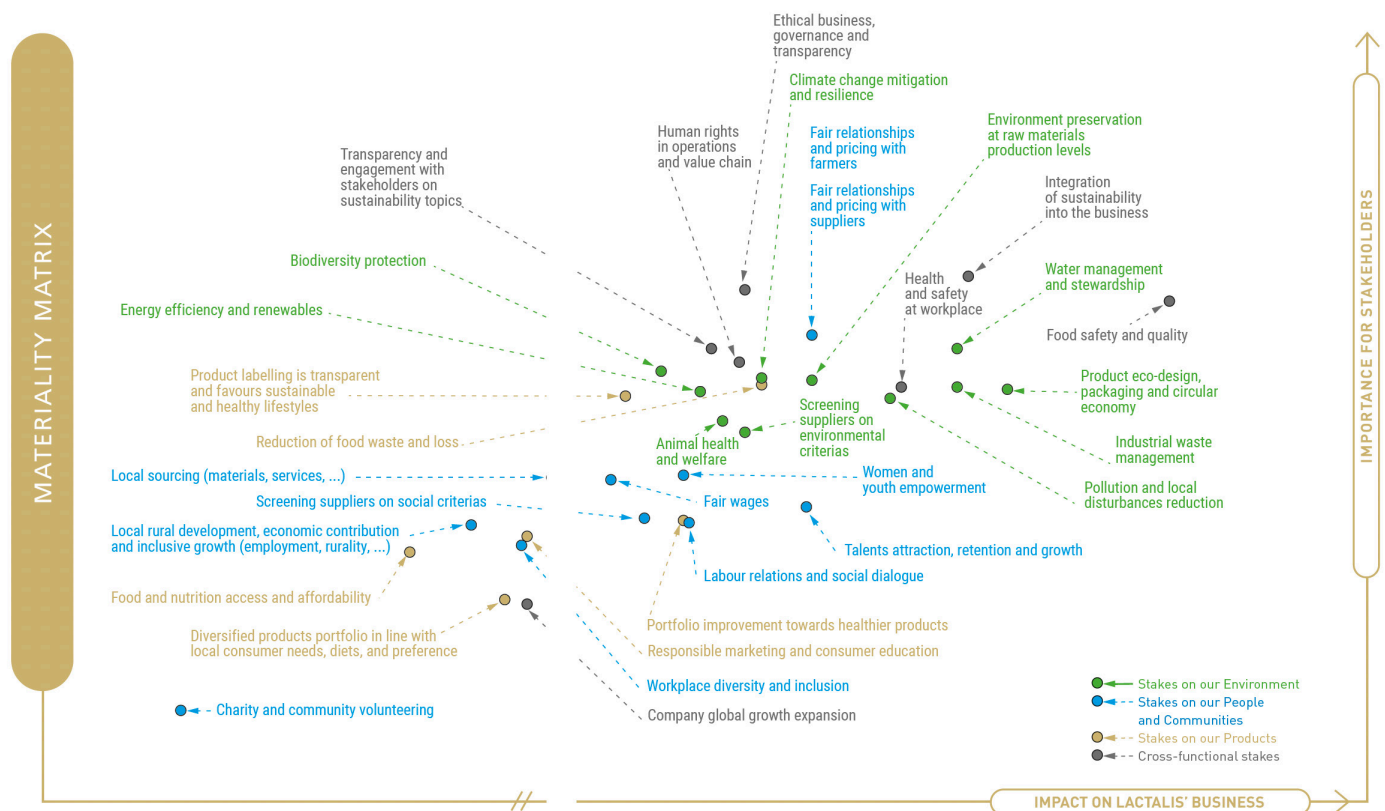 MATERIALITY MATRIX
Ethical business,
governance and
transparency
Climate change mitigation
and resilience
Human rights
in operations
and value chain
Fair relationships
and pricing with
farmers
Environment preservation
at raw materials
production levels
Transparency and
engagement with
stakeholders on
sustainability topics
Fair relationships
and pricing with
suppliers
Integration
of sustainability
into the business
Biodiversity protection
Health
and safety
at workplace
Water management
and stewardship
Energy efficiency and renewables
Food safety and quality
Product labelling is transparent
and favours sustainable
and healthy lifestyles
Product eco-design,
packaging and circular
economy
Reduction of food waste and loss
Animal health
and welfare
Screening
suppliers on
environmental
criterias
Industrial waste
management
Local sourcing (materials, services, ...)
Women and
youth empowerment
Pollution and local
disturbances reduction
Screening suppliers on social criterias
Fair wages
Local rural development, economic contribution
and inclusive growth (employment, rurality, ...)
Talents attraction, retention and growth
Labour relations and social dialogue
Food and nutrition access and affordability
Portfolio improvement towards healthier products
Diversified products portfolio in line with
local consumer needs, diets, and preference
Responsible marketing and consumer education
Workplace diversity and inclusion
Charity and community volunteering
Company global growth expansion
Stakes on our Environment
Stakes on our People
and Communities
Stakes on our Products
Cross-functional stakes
IMPORTANCE FOR STAKEHOLDERS
IMPACT ON LACTALIS' BUSINESS